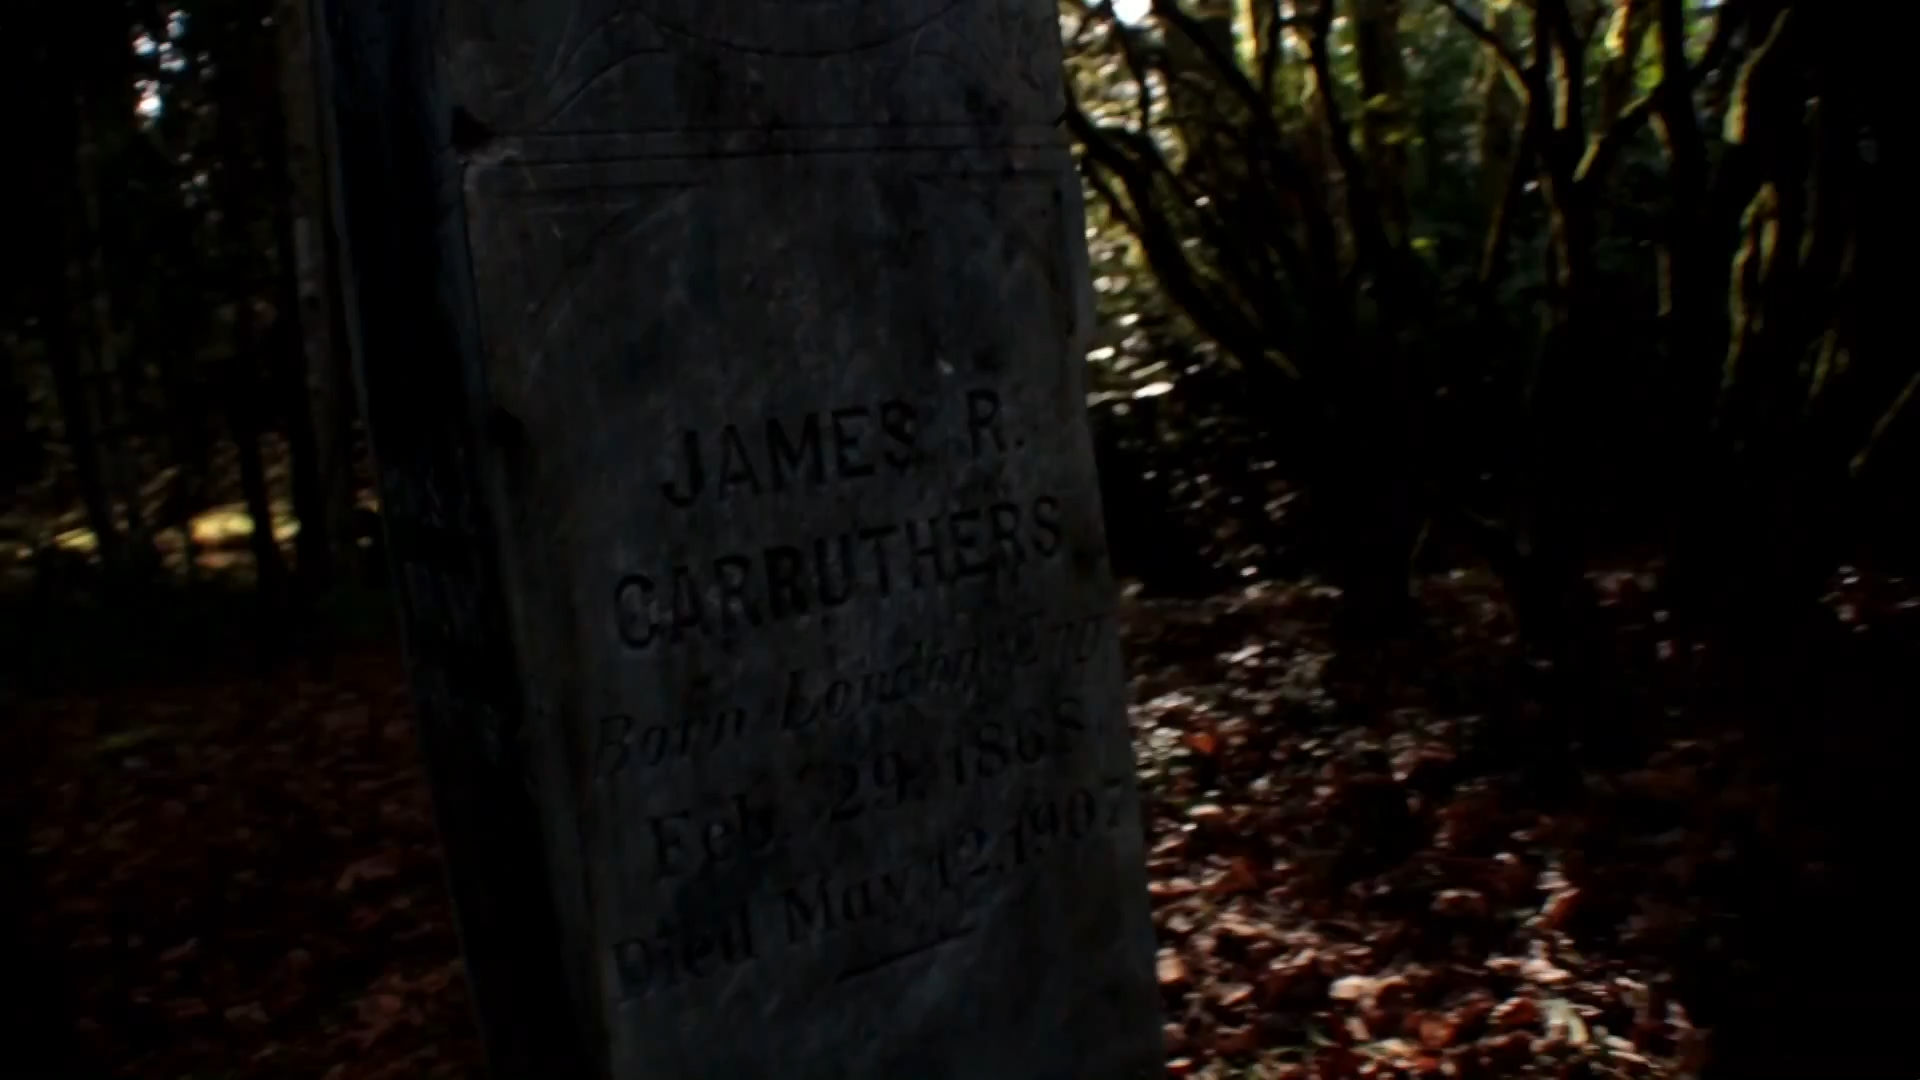 JAMES R.
CARRUTHERS
Born
Feb. 29, 1868
Died May 12, 1907